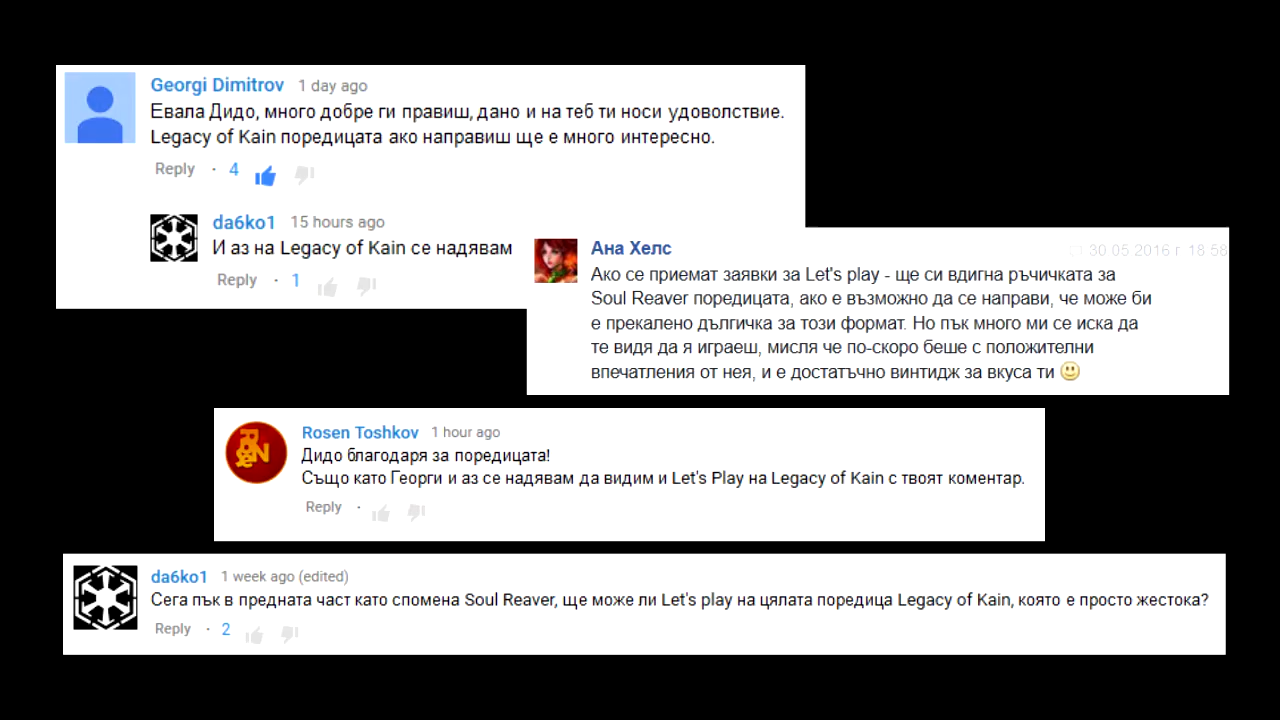 Georgi Dimitrov 1 day ago
Евала Дидо, много добре ги правиш, дано и на теб ти носи удоволствие.
Legacy of Kain поредицата ако направиш ще е много интересно.
Reply · 4
da6ko1 15 hours ago
И аз на Legacy of Kain се надявам
Reply · 1
Ана Хелс 30.05.2016 г. 18:58
Ако се приемат заявки за Let's play - ще си вдигна ръчичката за
Soul Reaver поредицата, ако е възможно да се направи, че може би
е прекалено дългичка за този формат. Но пък много ми се иска да
те видя да я играеш, мисля че по-скоро беше с положителни
впечатления от нея, и е достатъчно винтидж за вкуса ти
Rosen Toshkov 1 hour ago
Дидо благодаря за поредицата!
Също като Георги и аз се надявам да видим и Let's Play на Legacy of Kain с твоят коментар.
Reply ·
da6ko1 1 week ago (edited)
Сега пък в предната част като спомена Soul Reaver, ще може ли Let's play на цялата поредица Legacy of Kain, която е просто жестока?
Reply · 2